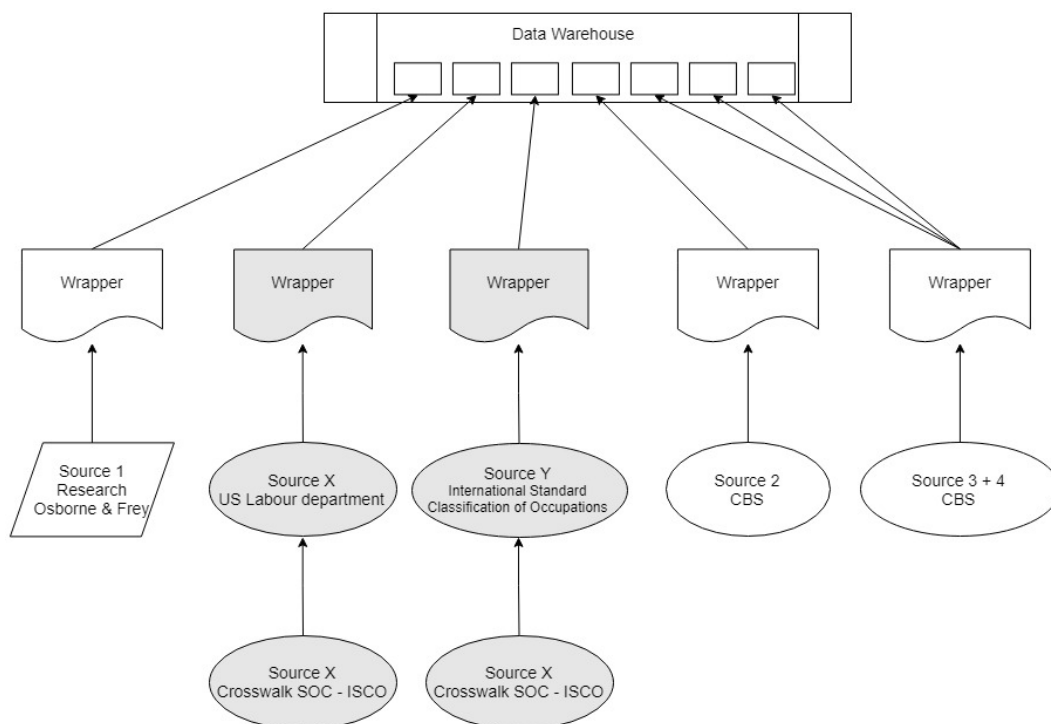 Data Warehouse
Wrapper
Wrapper
Wrapper
Wrapper
Wrapper
Source 1
Research
Osborne & Frey
Source X
US Labour department
Source Y
International Standard
Classification of Occupations
Source 2
CBS
Source 3 + 4
CBS
Source X
Crosswalk SOC - ISCO
Source X
Crosswalk SOC - ISCO